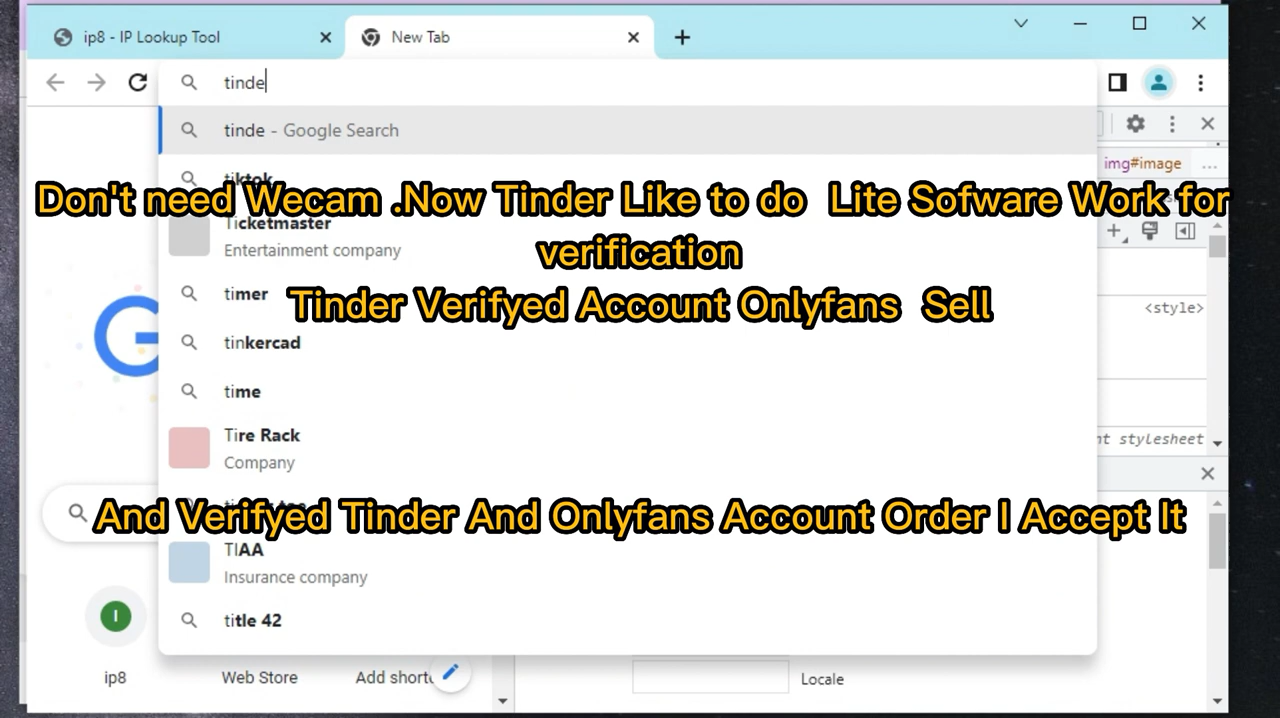 ip8 - IP Lookup Tool
New Tab
tinde
tinde - Google Search
img#image
...
tiktok
Don't need Wecam .Now Tinder Like to do Lite Sofware Work for
verification
Ticketmaster
Entertainment company
timer
Tinder Verifyed Account Onlyfans Sell
<style>
tinkercad
time
Tire Rack
Company
nt stylesheet
And Verifyed Tinder And Onlyfans Account Order I Accept It
TIAA
Insurance company
title 42
I
ip8
Web Store
Add shortc
Locale